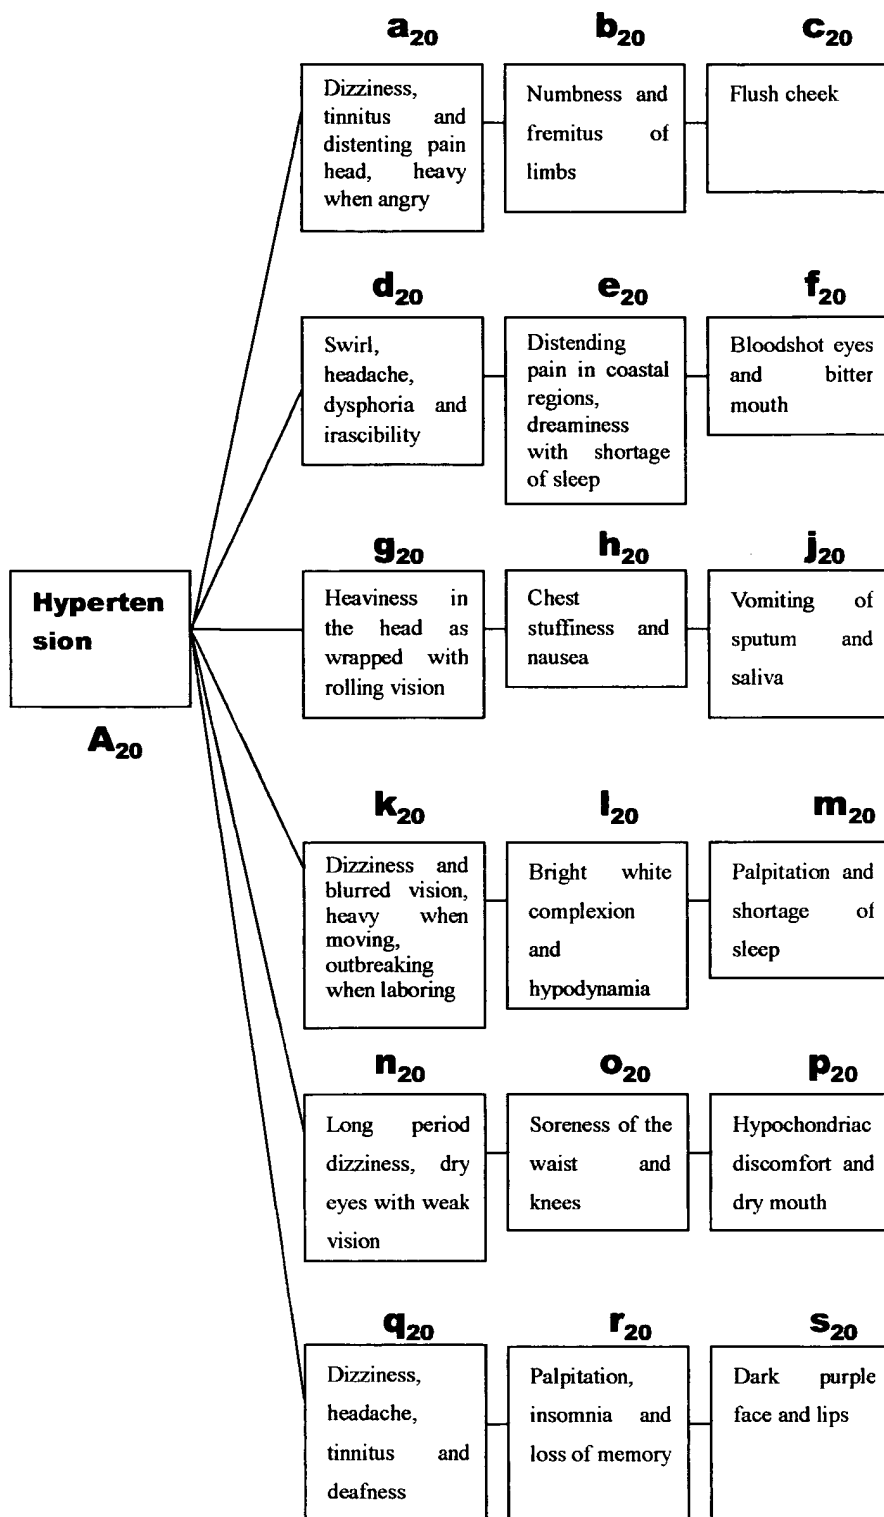 a20 b20 c20
Dizziness,
tinnitus and
distenting pain
head, heavy
when angry
Numbness and
fremitus of
limbs
Flush cheek
d20 e20 f20
Swirl,
headache,
dysphoria and
irascibility
Distending
pain in coastal
regions,
dreaminess
with shortage
of sleep
Bloodshot eyes
and bitter
mouth
g20 h20 j20
Hyperten
sion
A20
Heaviness in
the head as
wrapped with
rolling vision
Chest
stuffiness and
nausea
Vomiting of
sputum and
saliva
k20 l20 m20
Dizziness and
blurred vision,
heavy when
moving,
outbreaking
when laboring
Bright white
complexion
and
hypodynamia
Palpitation and
shortage of
sleep
n20 o20 p20
Long period
dizziness, dry
eyes with weak
vision
Soreness of the
waist and
knees
Hypochondriac
discomfort and
dry mouth
q20 r20 s20
Dizziness,
headache,
tinnitus and
deafness
Palpitation,
insomnia and
loss of memory
Dark purple
face and lips